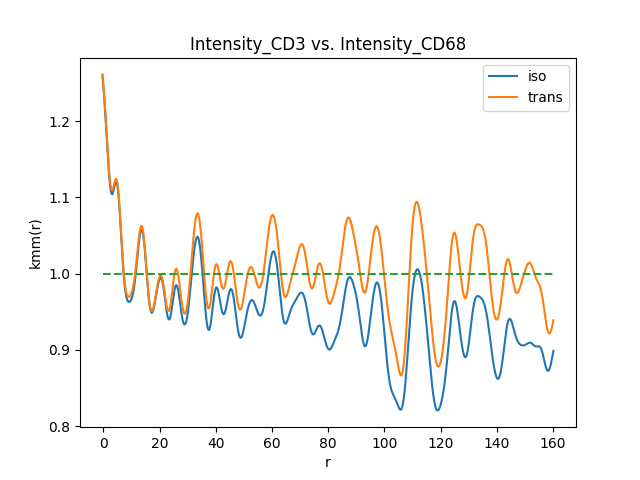 Intensity_CD3 vs. Intensity_CD68
iso
trans
kmm(r)
1.2
1.1
1.0
0.9
0.8
0 20 40 60 80 100 120 140 160
r